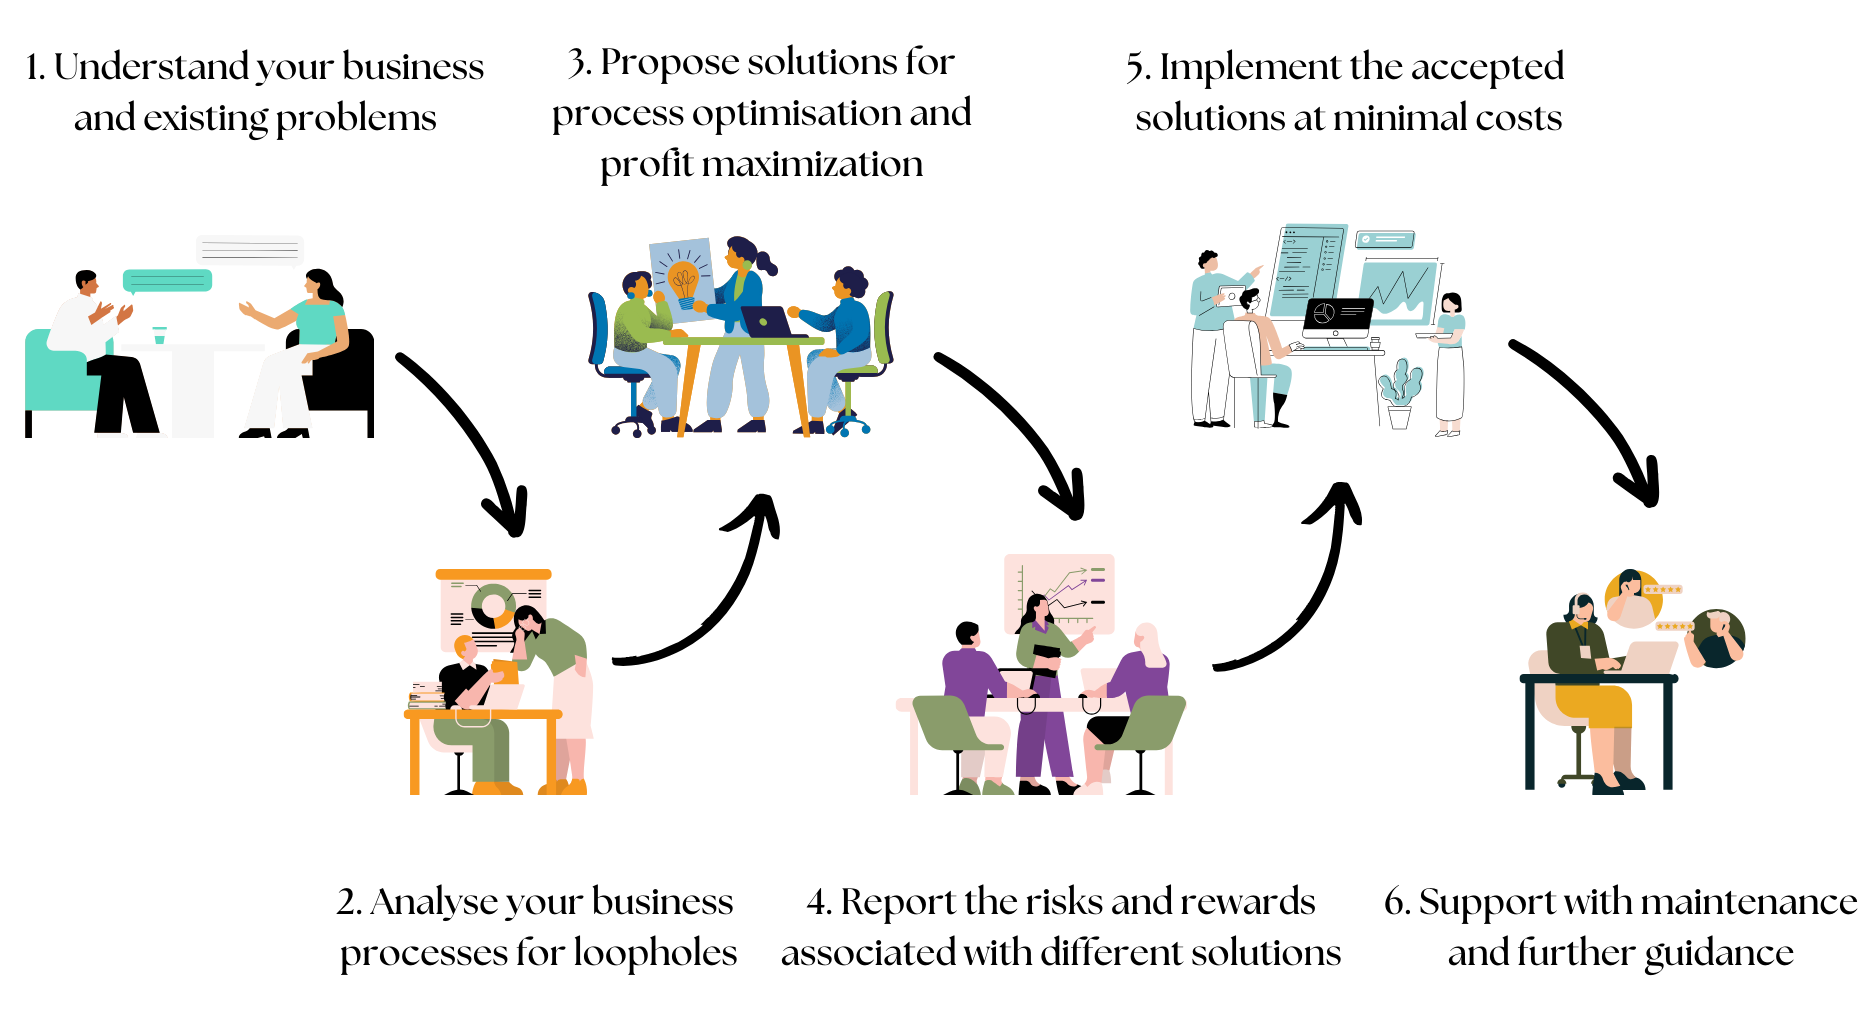 1. Understand your business
and existing problems
2. Analyse your business
processes for loopholes
3. Propose solutions for
process optimisation and
profit maximization
4. Report the risks and rewards
associated with different solutions
5. Implement the accepted
solutions at minimal costs
6. Support with maintenance
and further guidance